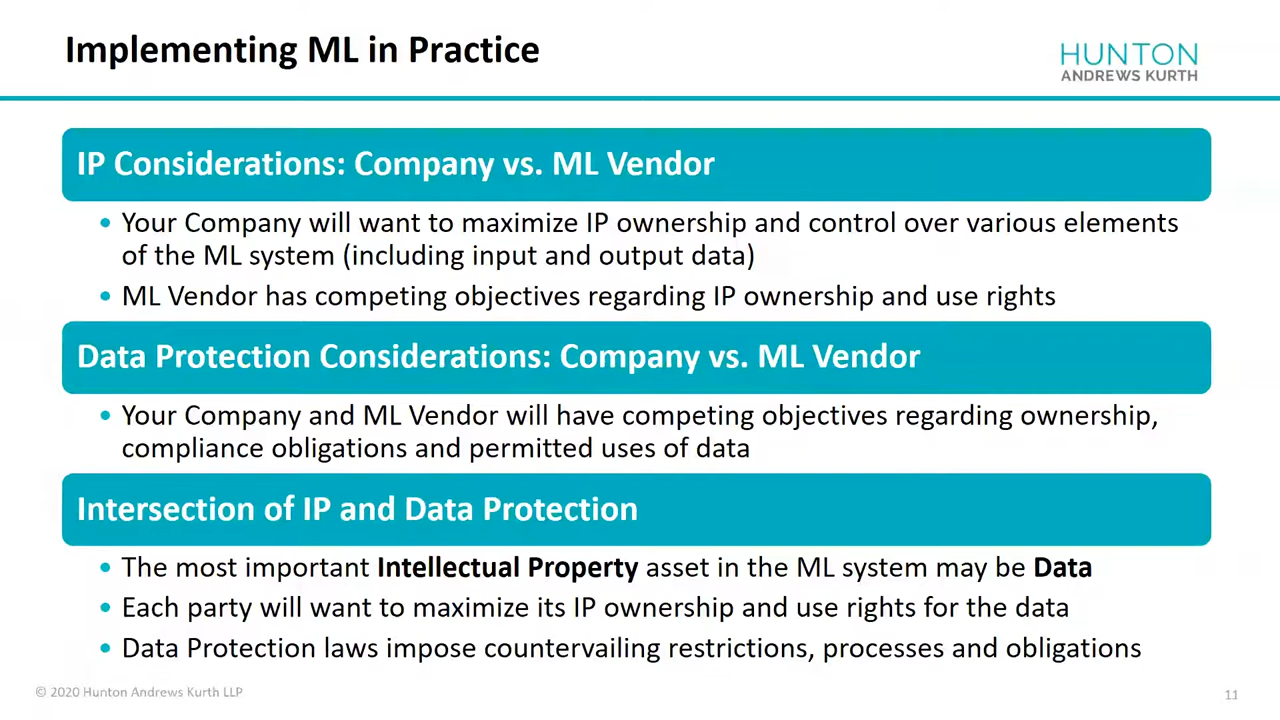 Implementing ML in Practice
HUNTON
ANDREWS KURTH
IP Considerations: Company vs. ML Vendor
• Your Company will want to maximize IP ownership and control over various elements
of the ML system (including input and output data)
• ML Vendor has competing objectives regarding IP ownership and use rights
Data Protection Considerations: Company vs. ML Vendor
• Your Company and ML Vendor will have competing objectives regarding ownership,
compliance obligations and permitted uses of data
Intersection of IP and Data Protection
• The most important Intellectual Property asset in the ML system may be Data
• Each party will want to maximize its IP ownership and use rights for the data
• Data Protection laws impose countervailing restrictions, processes and obligations
© 2020 Hunton Andrews Kurth LLP
11